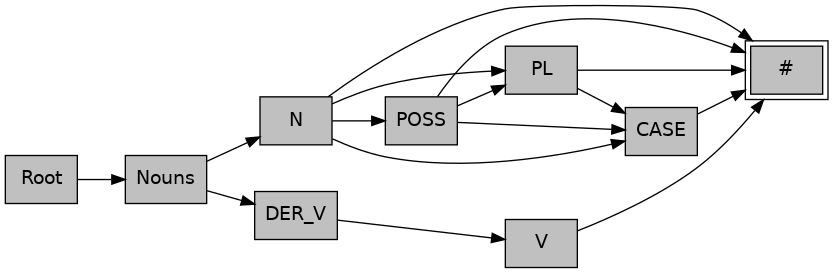 Root
Nouns
N
DER_V
POSS
PL
V
CASE
#